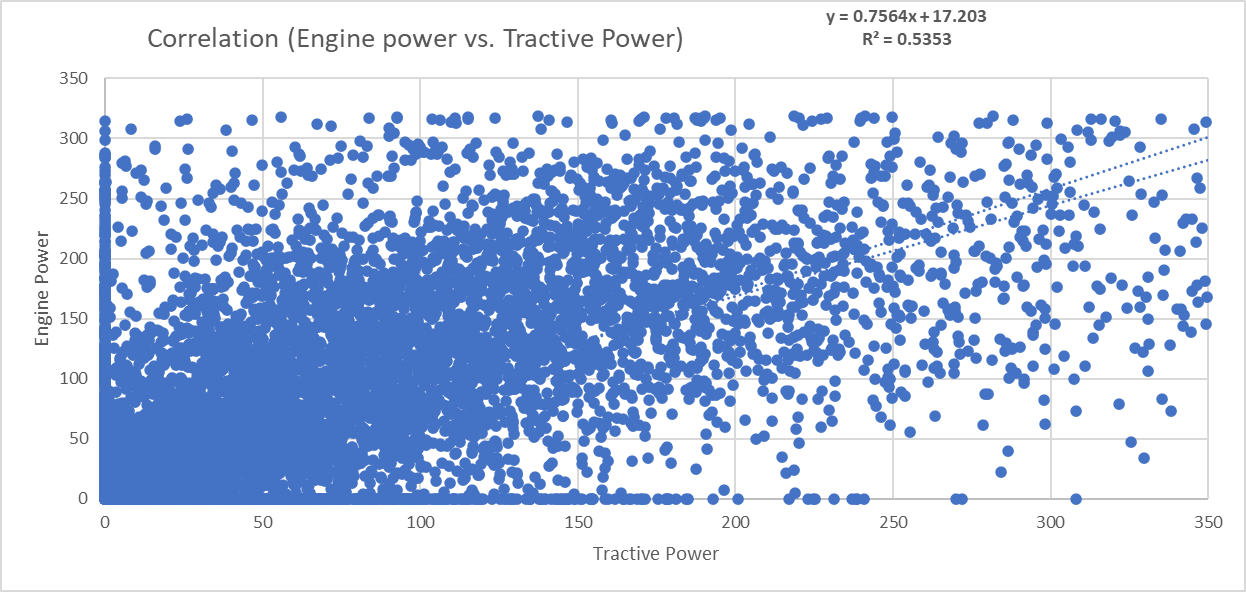 y = 0.7564x + 17.203
R² = 0.5353
Correlation (Engine power vs. Tractive Power)
350
300
250
200
150
100
50
0
Engine Power
0 50 100 150 200 250 300 350
Tractive Power